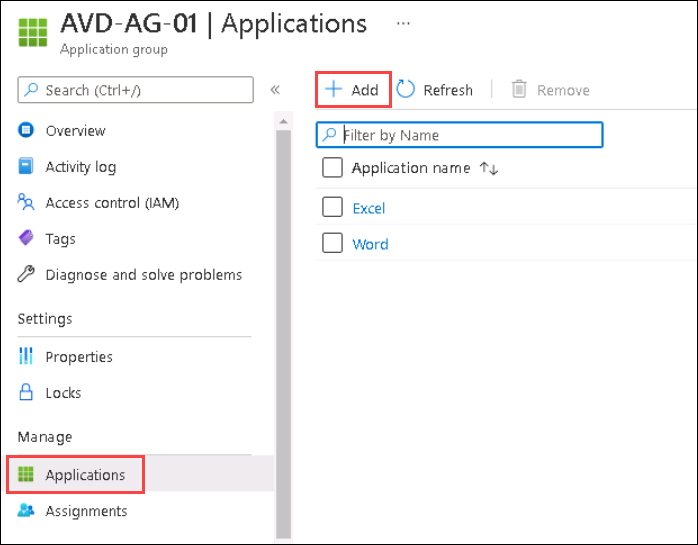 AVD-AG-01 | Applications ...
Application group
Search (Ctrl+/)
«
Overview
Activity log
Access control (IAM)
Tags
Diagnose and solve problems
Settings
Properties
Locks
Manage
Applications
Assignments
+ Add Refresh Remove
Filter by Name
Application name ↑↓
Excel
Word